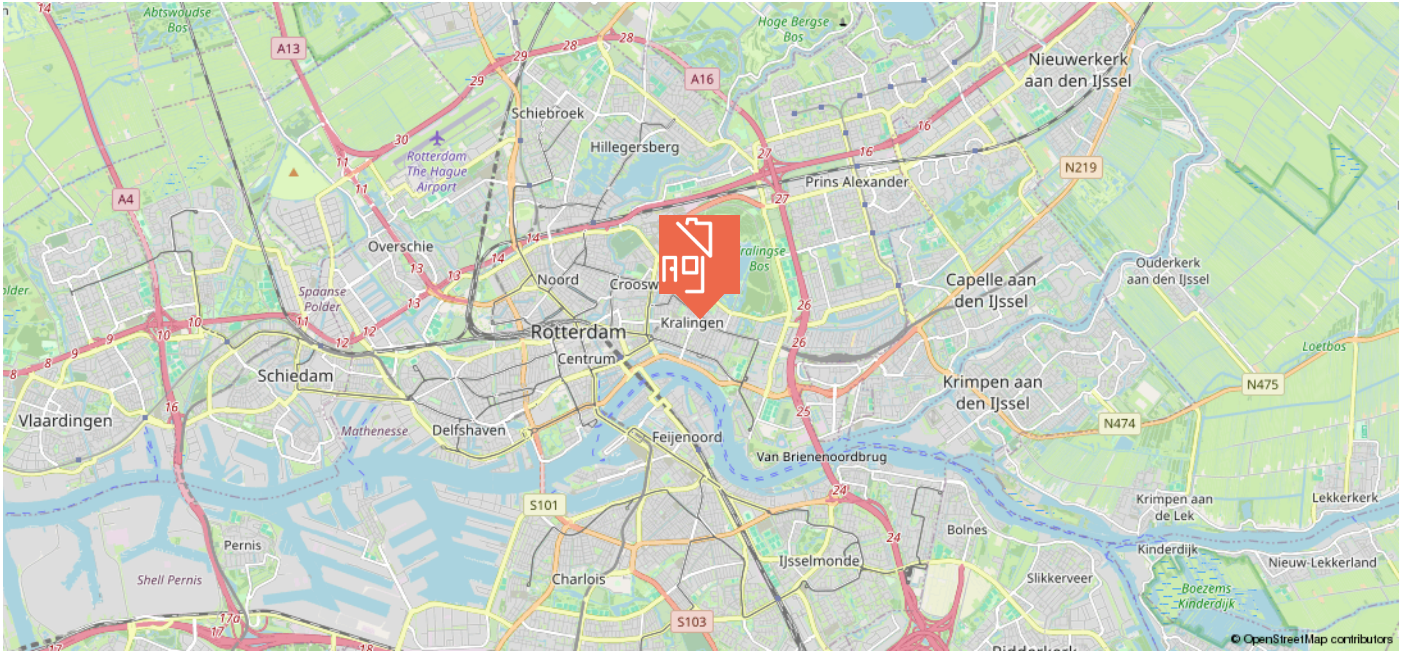 14
Abtswoudse
Bos
A13
29
28
28
Hoge Bergse
Bos
A16
Nieuwerkerk
aan den IJssel
29
Schiebroek
30
11
11
Rotterdam
The Hague
Airport
Hillegersberg
27
16
16
N219
A4
27
Prins Alexander
Overschie
14
14
13
13
13
Noord
Croosw
ralingse
Bos
Capelle aan
den IJssel
Ouderkerk
aan den IJssel
older
Spaanse
Polder
26
10
10
10
11
12
12
Kralingen
Rotterdam
26
Loetbos
9
9
8
8
Centrum
Schiedam
Krimpen aan
den IJssel
N475
16
25
Vlaardingen
Mathenesse
Delfshaven
Feijenoord
N474
Van Brienenoordbrug
24
S101
Krimpen aan
de Lek
Lekkerkerk
24
Bolnes
Pernis
Kinderdijk
IJsselmonde
Nieuw-Lekkerland
Shell Pernis
Charlois
Slikkerveer
Boezems
Kinderdijk
17a
S103
17
17
18
Ridderkerk
© OpenStreetMap contributors